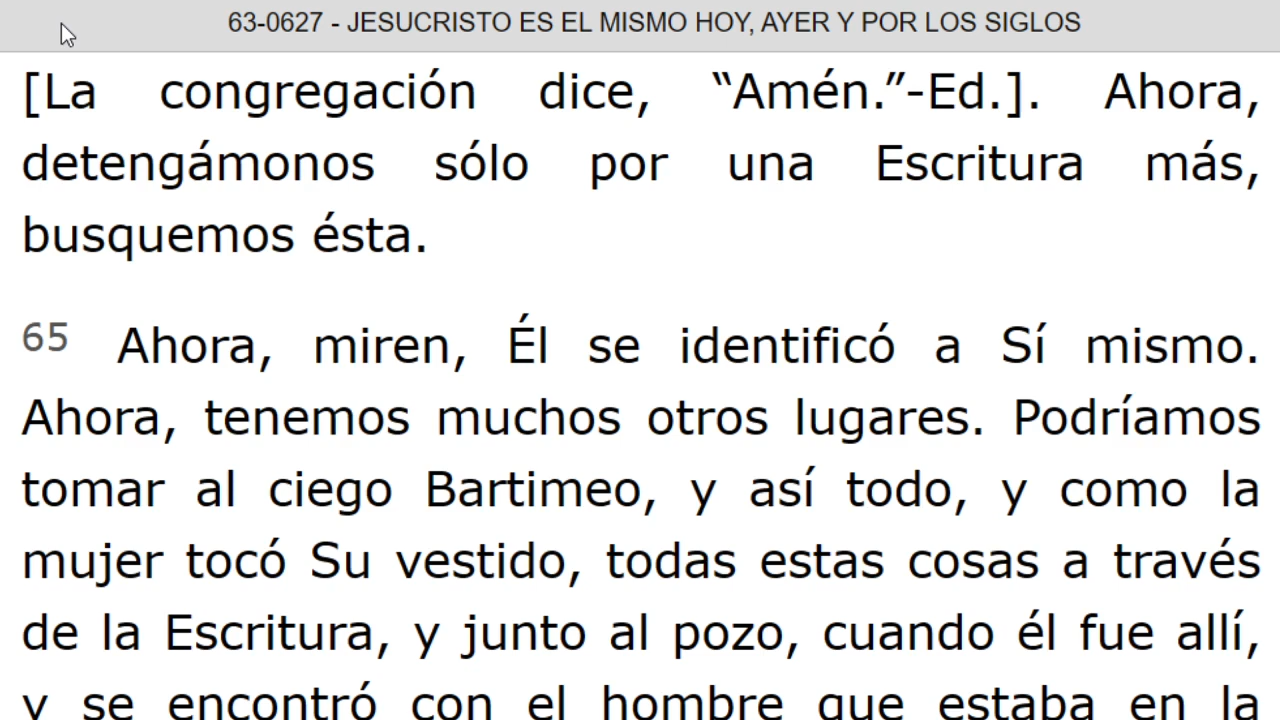 63-0627 - JESUCRISTO ES EL MISMO HOY, AYER Y POR LOS SIGLOS
[La congregación dice, “Amén.”-Ed.]. Ahora,
detengámonos sólo por una Escritura más,
busquemos ésta.
65 Ahora, miren, Él se identificó a Sí mismo.
Ahora, tenemos muchos otros lugares. Podríamos
tomar al ciego Bartimeo, y así todo, y como la
mujer tocó Su vestido, todas estas cosas a través
de la Escritura, y junto al pozo, cuando él fue allí,
y se encontró con el hombre que estaba en la